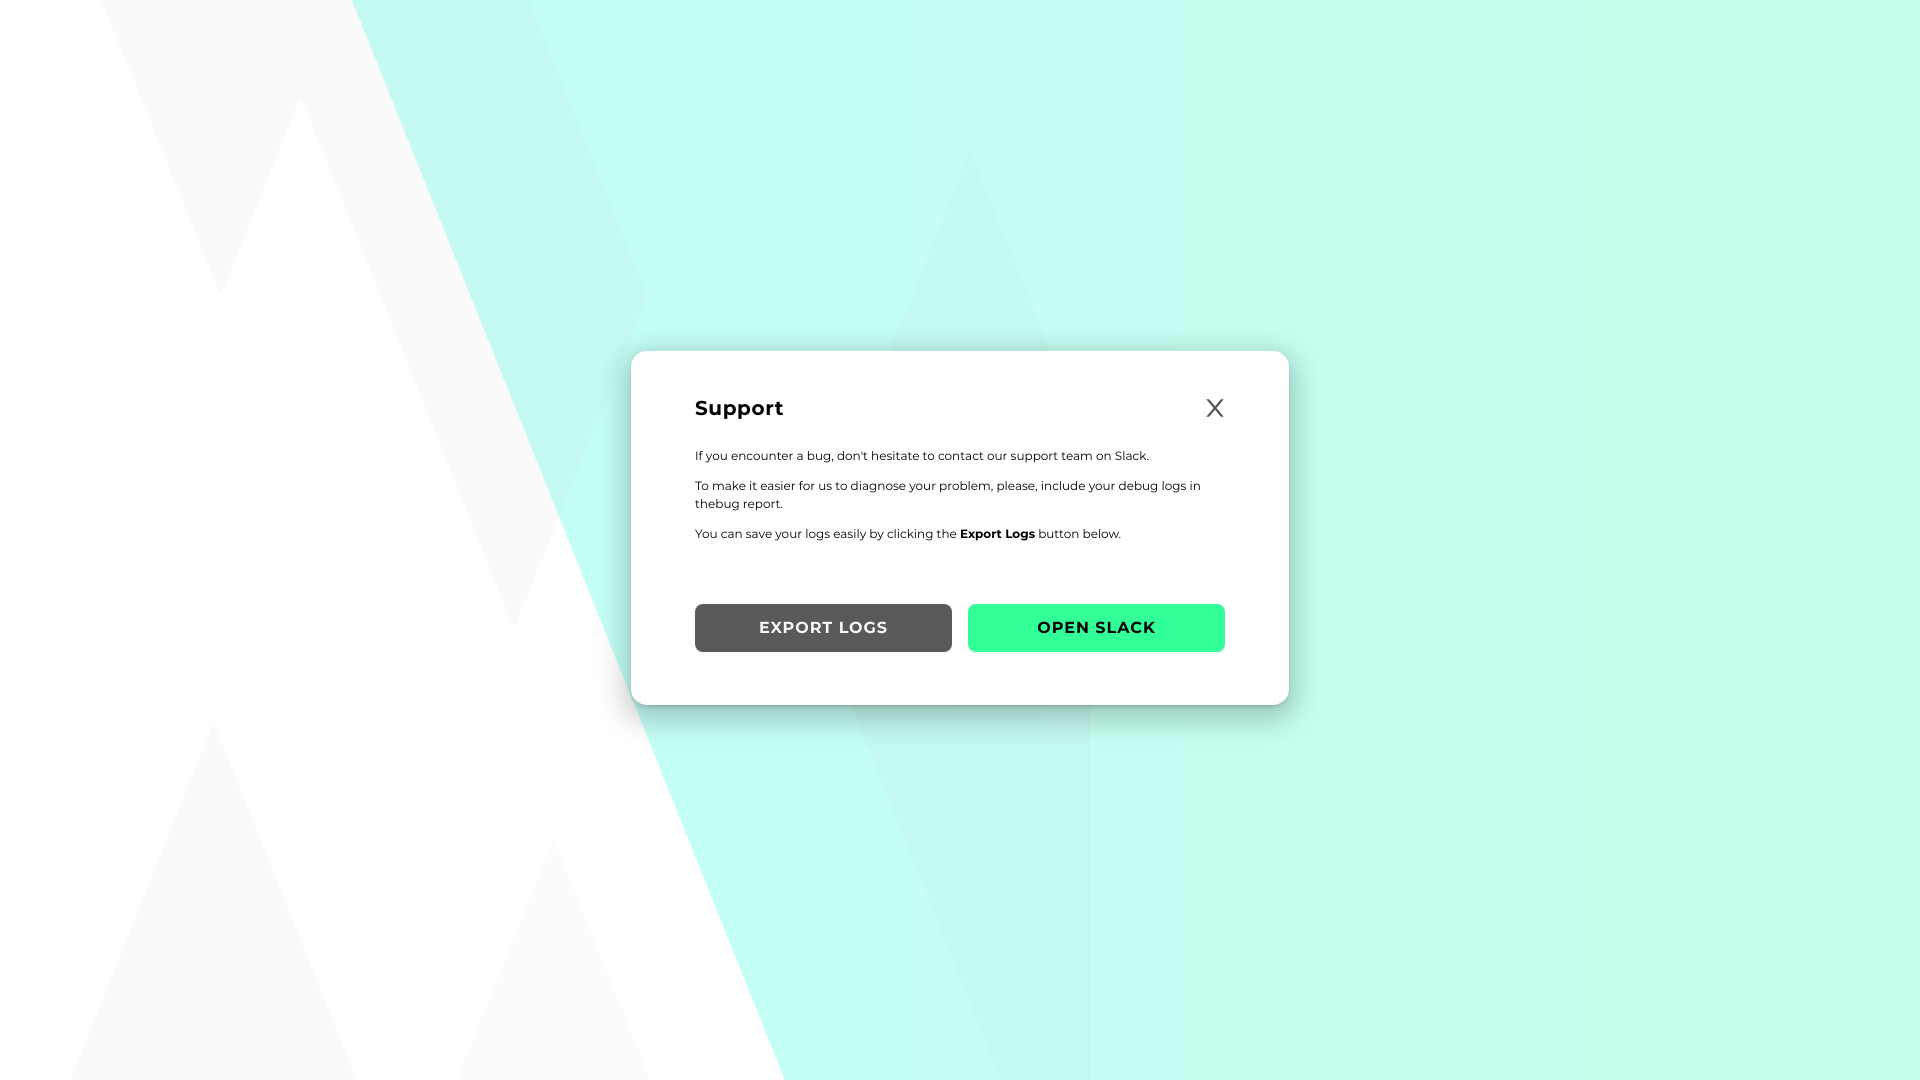 Support
X
If you encounter a bug, don't hesitate to contact our support team on Slack.
To make it easier for us to diagnose your problem, please, include your debug logs in
thebug report.
You can save your logs easily by clicking the Export Logs button below.
EXPORT LOGS
OPEN SLACK